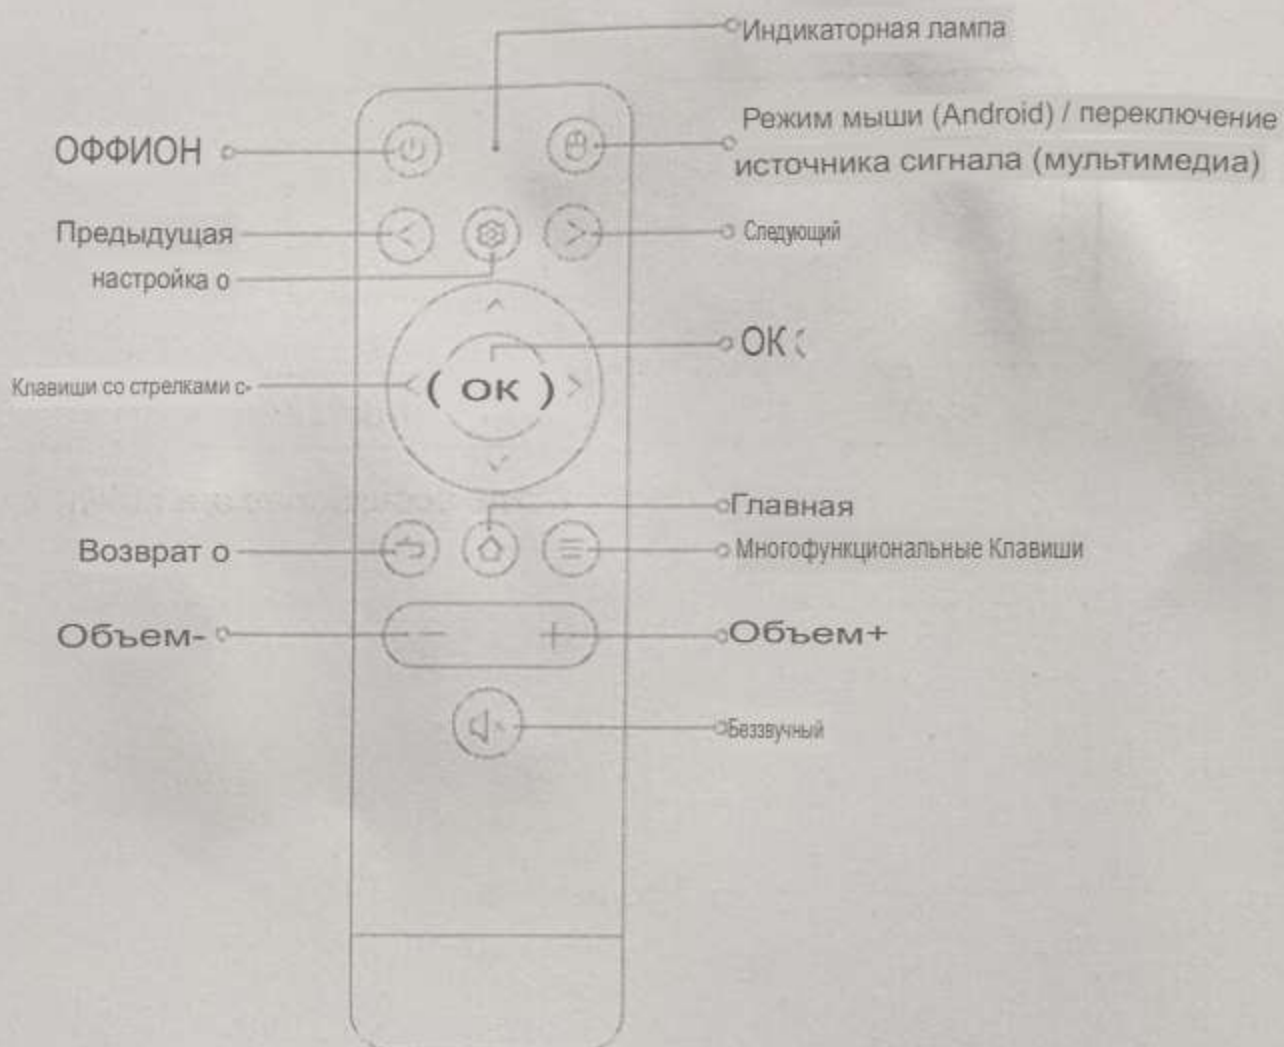 Индикаторная лампа
ОФФИОН
Режим мыши (Android) / переключение
источника сигнала (мультимедиа)
Предыдущая
Следующий
настройка о
ОК
Клавиши со стрелками с-
( ОК )
Главная
Возврат о
Многофункциональные Клавиши
Объем-
Объем+
Беззвучный